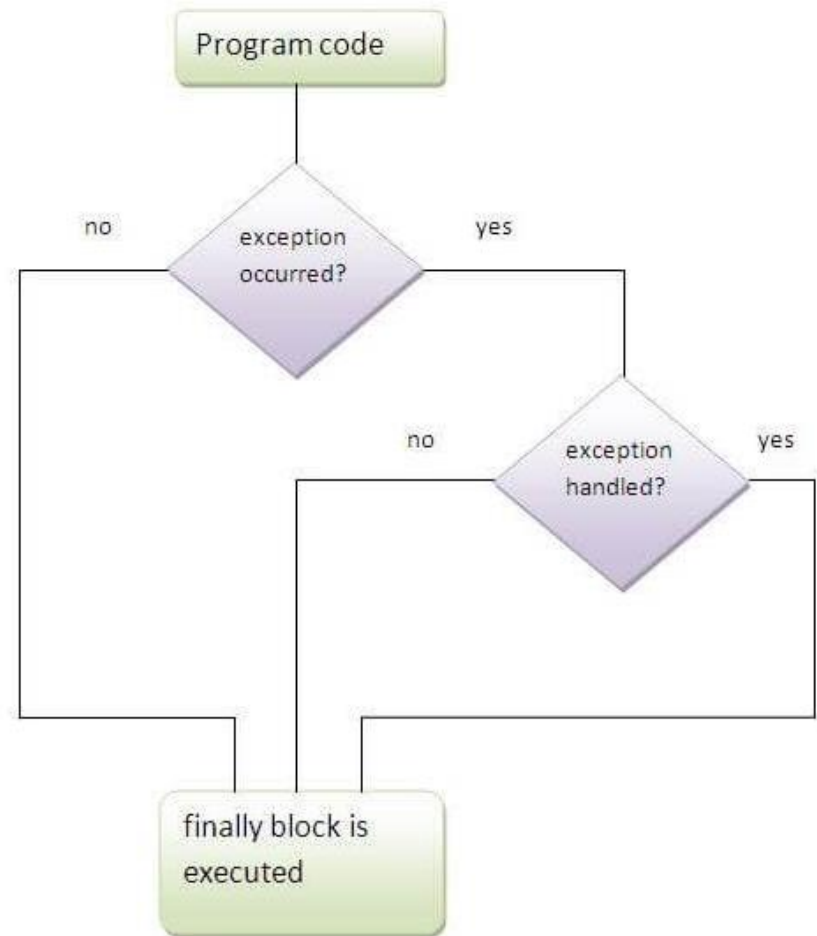 Program code
no
exception
occurred?
yes
no
exception
handled?
yes
finally block is
executed